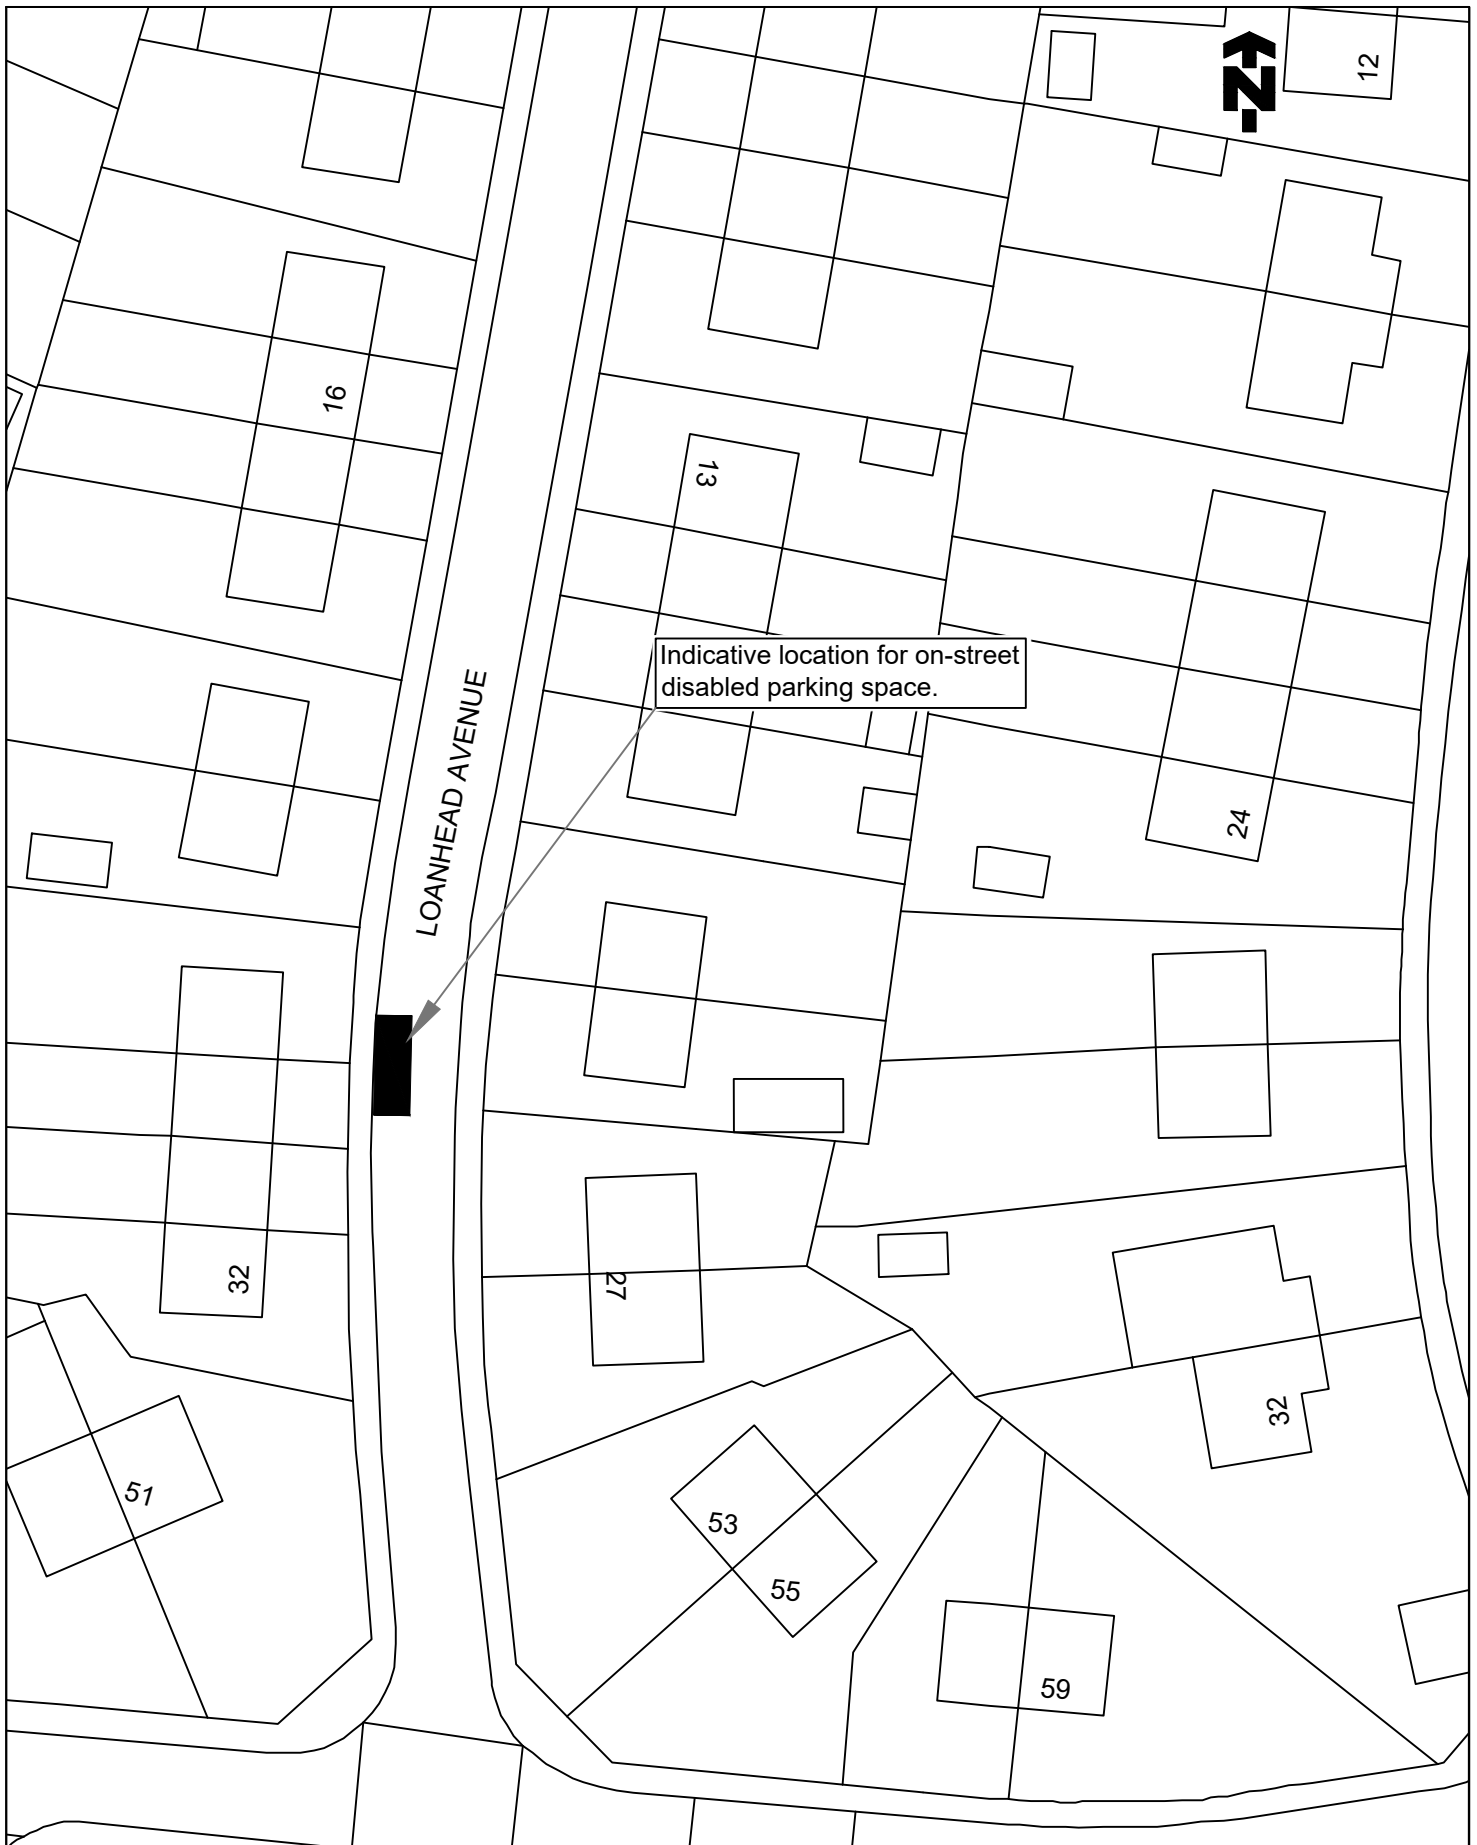 N
12
16
13
Indicative location for on-street
disabled parking space.
LOANHEAD AVENUE
24
32
27
32
51
53
55
59